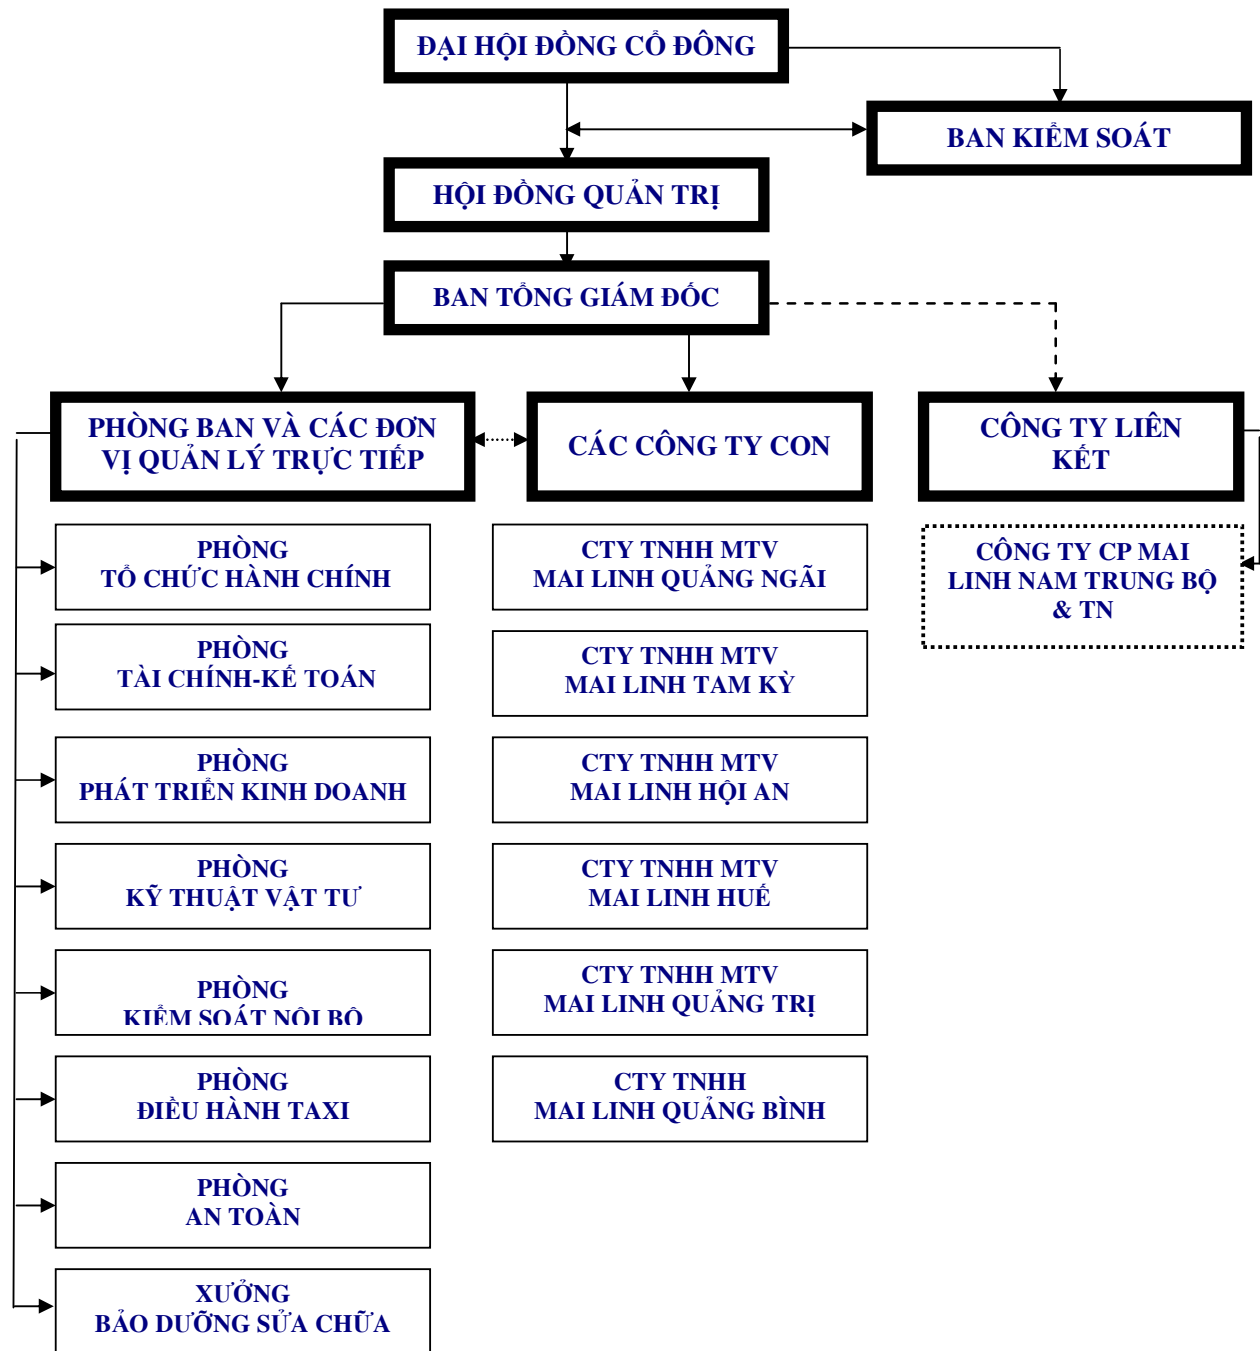 ĐẠI HỘI ĐỒNG CỔ ĐÔNG
BAN KIỂM SOÁT
HỘI ĐỒNG QUẢN TRỊ
BAN TỔNG GIÁM ĐỐC
PHÒNG BAN VÀ CÁC ĐƠN
VỊ QUẢN LÝ TRỰC TIẾP
CÁC CÔNG TY CON
CÔNG TY LIÊN
KẾT
PHÒNG
TỔ CHỨC HÀNH CHÍNH
PHÒNG
TÀI CHÍNH-KẾ TOÁN
PHÒNG
PHÁT TRIỂN KINH DOANH
PHÒNG
KỸ THUẬT VẬT TƯ
PHÒNG
KIỂM SOÁT NỘI BỘ
PHÒNG
ĐIỀU HÀNH TAXI
PHÒNG
AN TOÀN
XƯỞNG
BẢO DƯỠNG SỬA CHỮA
CTY TNHH MTV
MAI LINH QUẢNG NGÃI
CTY TNHH MTV
MAI LINH TAM KỲ
CTY TNHH MTV
MAI LINH HỘI AN
CTY TNHH MTV
MAI LINH HUẾ
CTY TNHH MTV
MAI LINH QUẢNG TRỊ
CTY TNHH
MAI LINH QUẢNG BÌNH
CÔNG TY CP MAI
LINH NAM TRUNG BỘ
& TN